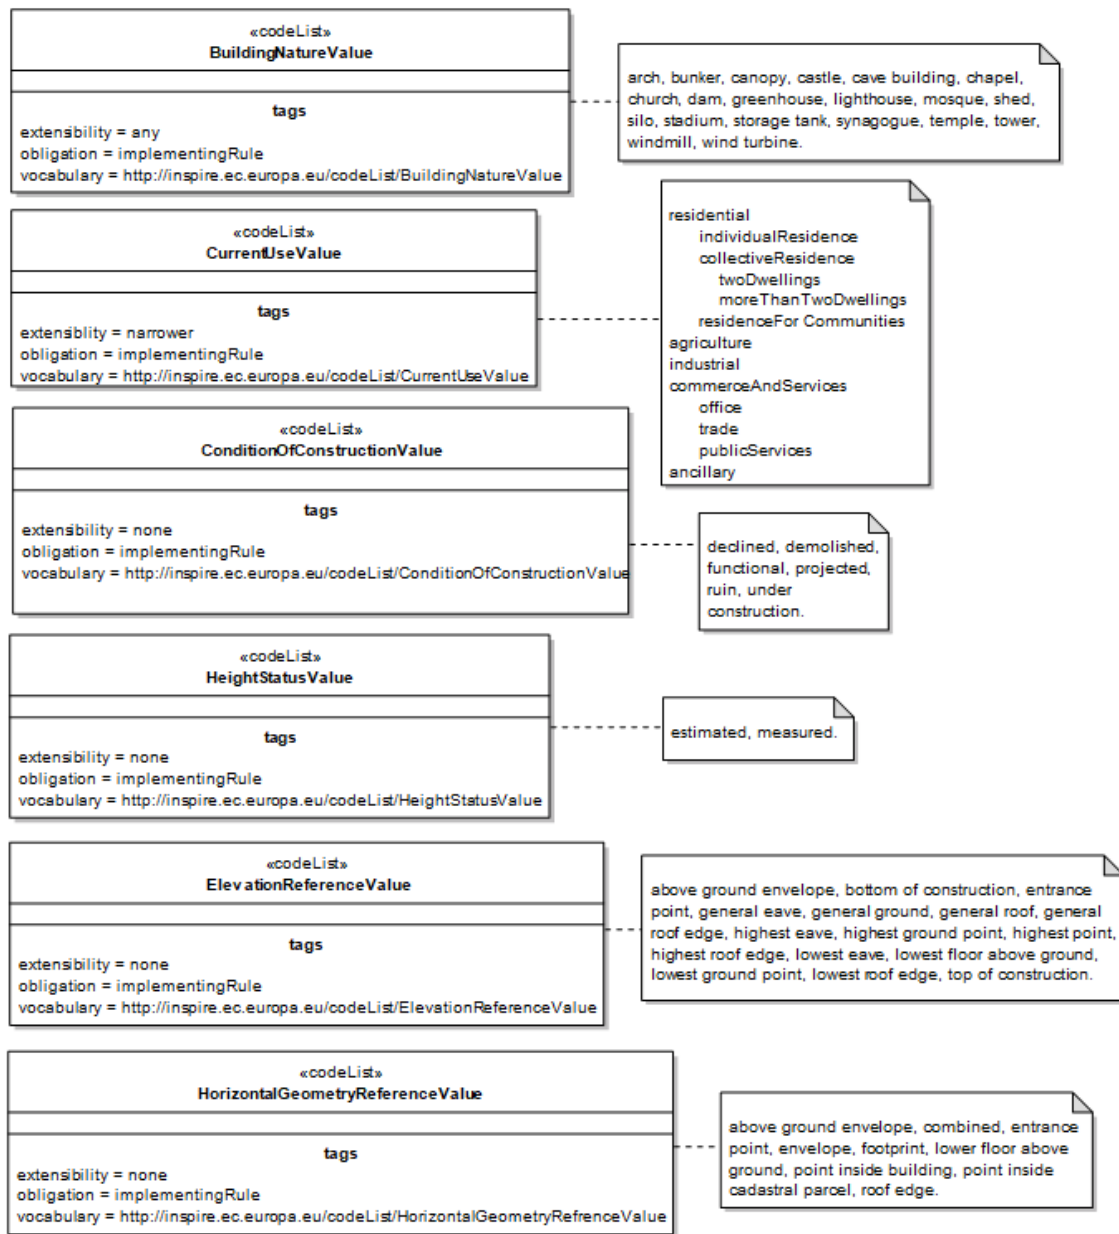 «codeList»
BuildingNatureValue
tags
extensibility = any
obligation = implementingRule
vocabulary = http://inspire.ec.europa.eu/codeList/BuildingNatureValue
arch, bunker, canopy, castle, cave building, chapel,
church, dam, greenhouse, lighthouse, mosque, shed,
silo, stadium, storage tank, synagogue, temple, tower,
windmill, wind turbine.
«codeList»
CurrentUseValue
tags
extensiblity = narrower
obligation = implementingRule
vocabulary = http://inspire.ec.europa.eu/codeList/CurrentUseValue
residential
individualResidence
collectiveResidence
twoDwellings
moreThanTwoDwellings
residenceFor Communities
agriculture
industrial
commerceAndServices
office
trade
publicServices
ancillary
«codeList»
ConditionOfConstructionValue
tags
extensibility = none
obligation = implementingRule
vocabulary = http://inspire.ec.europa.eu/codeList/ConditionOfConstructionValue
declined, demolished,
functional, projected,
ruin, under
construction.
«codeList»
HeightStatusValue
tags
extensibility = none
obligation = implementingRule
vocabulary = http://inspire.ec.europa.eu/codeList/HeightStatusValue
estimated, measured.
«codeList»
ElevationReferenceValue
tags
extensibility = none
obligation = implementingRule
vocabulary = http://inspire.ec.europa.eu/codeList/ElevationReferenceValue
above ground envelope, bottom of construction, entrance
point, general eave, general ground, general roof, general
roof edge, highest eave, highest ground point, highest point,
highest roof edge, lowest eave, lowest floor above ground,
lowest ground point, lowest roof edge, top of construction.
«codeList»
HorizontalGeometryReferenceValue
tags
extensibility = none
obligation = implementingRule
vocabulary = http://inspire.ec.europa.eu/codeList/HorizontalGeometryRefrenceValue
above ground envelope, combined, entrance
point, envelope, footprint, lower floor above
ground, point inside building, point inside
cadastral parcel, roof edge.